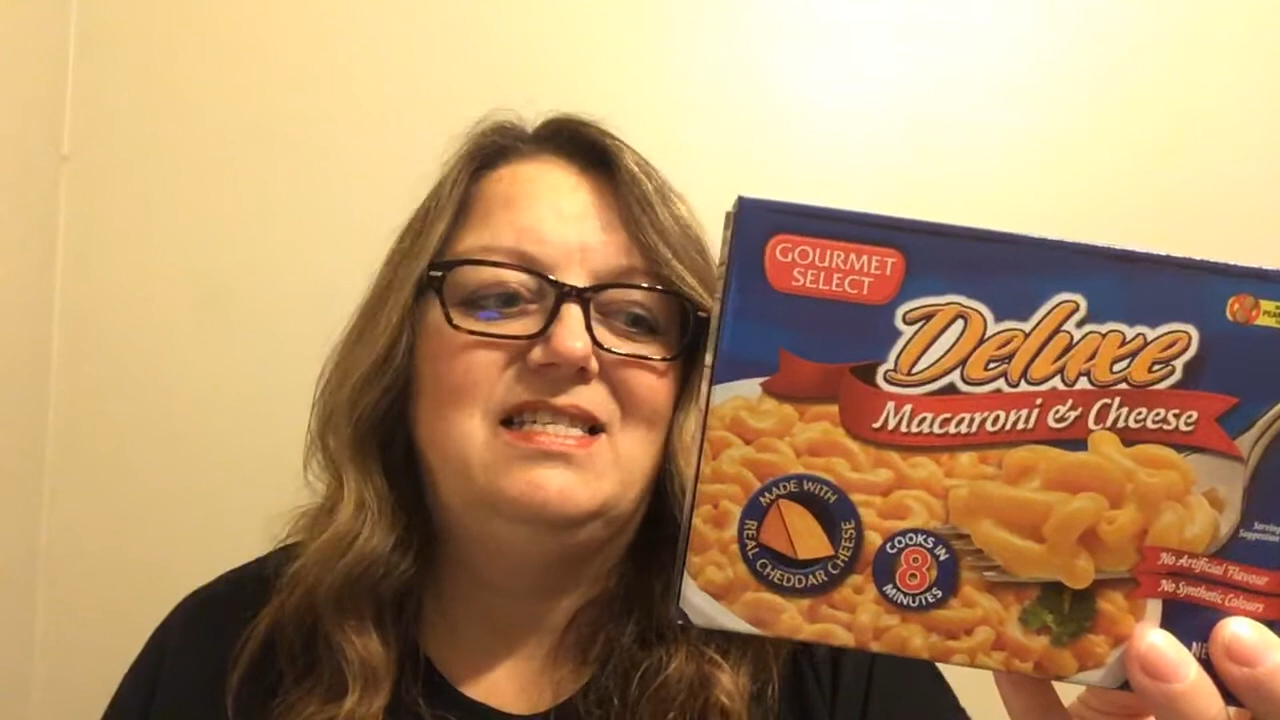 GOURMET
SELECT
Deluxe
Macaroni & Cheese
MADE WITH
REAL CHEDDAR CHEESE
COOKS IN
8
MINUTES
Serving
No Artificial Flavour
No Synthetic Colours